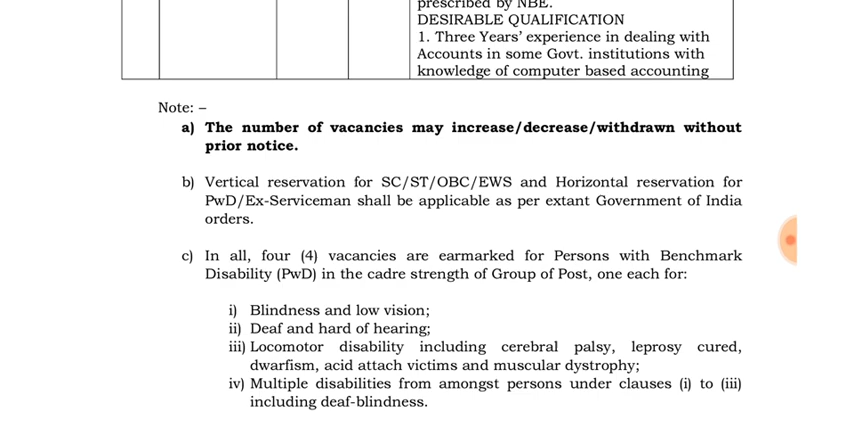 prescribed by NBE.
DESIRABLE QUALIFICATION
1. Three Years’ experience in dealing with
Accounts in some Govt. institutions with
knowledge of computer based accounting
Note: –
a) The number of vacancies may increase/decrease/withdrawn without
prior notice.
b) Vertical reservation for SC/ST/OBC/EWS and Horizontal reservation for
PwD/Ex-Serviceman shall be applicable as per extant Government of India
orders.
c) In all, four (4) vacancies are earmarked for Persons with Benchmark
Disability (PwD) in the cadre strength of Group of Post, one each for:
i) Blindness and low vision;
ii) Deaf and hard of hearing;
iii) Locomotor disability including cerebral palsy, leprosy cured,
dwarfism, acid attach victims and muscular dystrophy;
iv) Multiple disabilities from amongst persons under clauses (i) to (iii)
including deaf-blindness.